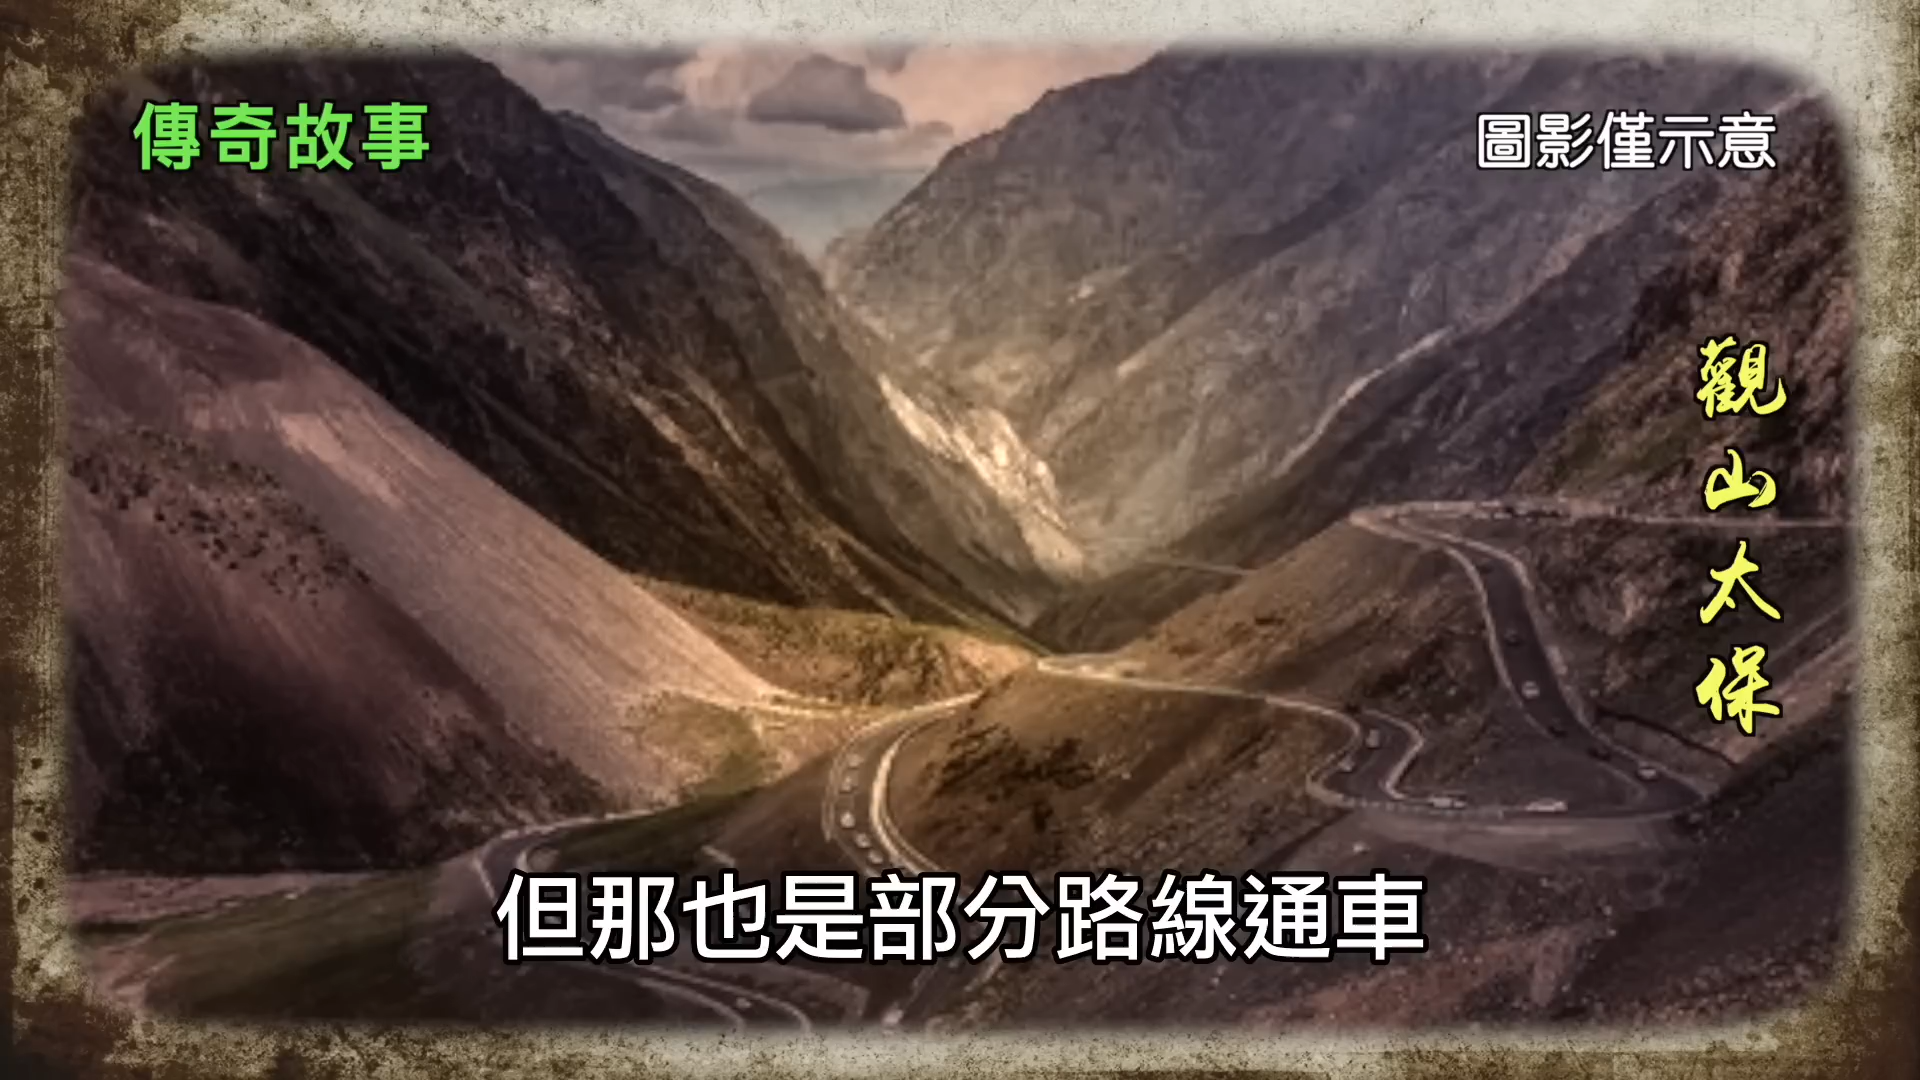 傳奇故事
圖影僅示意
觀山太保
但那也是部分路線通車